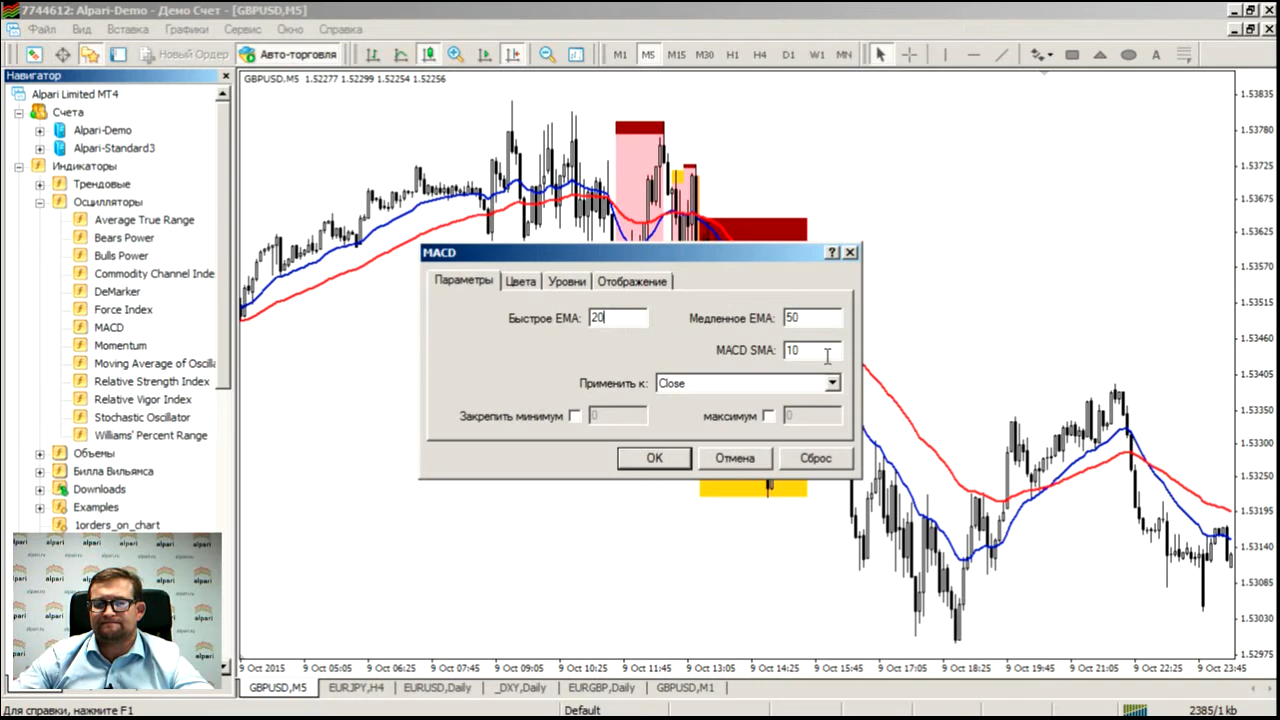 7744612: Alpari-Demo - Демо Счет - [GBPUSD,M5]
Файл Вид Вставка Графики Сервис Окно Справка
Новый Ордер Авто-торговля M1 M5 M15 M30 H1 H4 D1 W1 MN A
Навигатор
GBPUSD,M5 1.52277 1.52299 1.52254 1.52256
Alpari Limited MT4
Счета
Alpari-Demo
Alpari-Standard3
Индикаторы
Трендовые
Осцилляторы
Average True Range
Bears Power
Bulls Power
Commodity Channel Inde
DeMarker
Force Index
MACD
Momentum
Moving Average of Oscilla
Relative Strength Index
Relative Vigor Index
Stochastic Oscillator
Williams' Percent Range
Объемы
Билла Вильянса
Downloads
Examples
1orders_on_chart
MACD
Параметры Цвета Уровни Отображение
Быстрое EMA: 20 Медленное EMA: 50
MACD SMA: 10
Применить к: Close
Закрепить минимум 0 максимум 0
OK Отмена Сброс
1.53835
1.53780
1.53725
1.53675
1.53625
1.53570
1.53515
1.53460
1.53405
1.53350
1.53300
1.53250
1.53195
1.53140
1.53085
1.53030
1.52975
alpari
9 Oct 2015 9 Oct 05:05 9 Oct 06:25 9 Oct 07:45 9 Oct 09:05 9 Oct 10:25 9 Oct 11:45 9 Oct 13:05 9 Oct 14:25 9 Oct 15:45 9 Oct 17:05 9 Oct 18:25 9 Oct 19:45 9 Oct 21:05 9 Oct 22:25 9 Oct 23:45
GBPUSD,M5 EURJPY,H4 EURUSD,Daily _DXY,Daily EURGBP,Daily GBPUSD,M1
Для справки, нажмите F1 Default 2385/1 kb